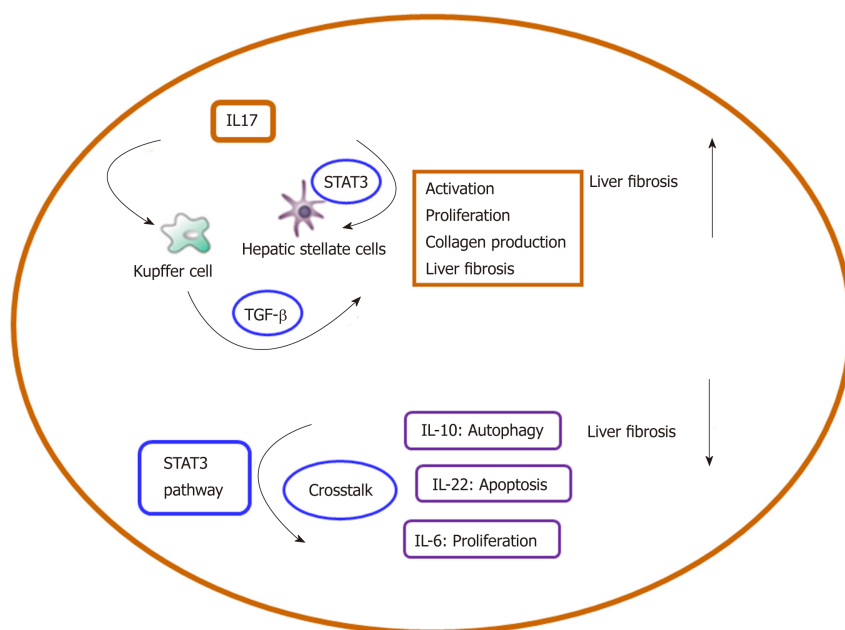 IL17
STAT3
Activation
Proliferation
Collagen production
Liver fibrosis
Liver fibrosis
Hepatic stellate cells
Kupffer cell
TGF-β
STAT3
pathway
Crosstalk
IL-10: Autophagy
IL-22: Apoptosis
IL-6: Proliferation
Liver fibrosis